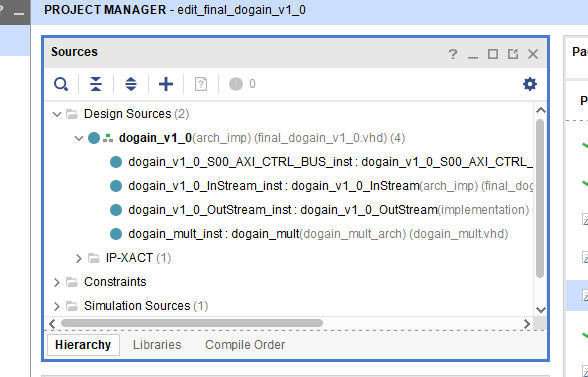 PROJECT MANAGER - edit_final_dogain_v1_0
Sources
? _ 
0
Design Sources (2)
dogain_v1_0(arch_imp) (final_dogain_v1_0.vhd) (4)
dogain_v1_0_S00_AXI_CTRL_BUS_inst : dogain_v1_0_S00_AXI_CTRL_
dogain_v1_0_InStream_inst : dogain_v1_0_InStream(arch_imp) (final_dog
dogain_v1_0_OutStream_inst : dogain_v1_0_OutStream(implementation) (
dogain_mult_inst : dogain_mult(dogain_mult_arch) (dogain_mult.vhd)
IP-XACT (1)
Constraints
Simulation Sources (1)
Hierarchy Libraries Compile Order
Pa
P